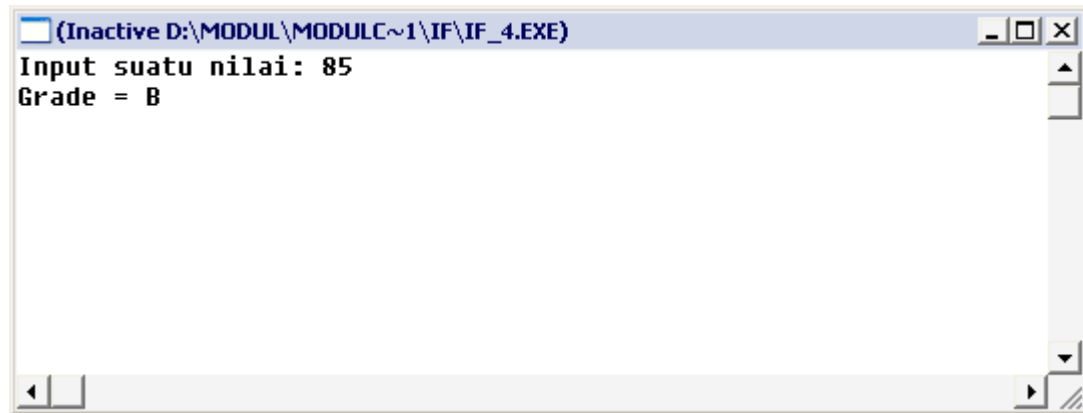 (Inactive D:\MODUL\MODULC~1\IF\IF_4.EXE)
Input suatu nilai: 85
Grade = B